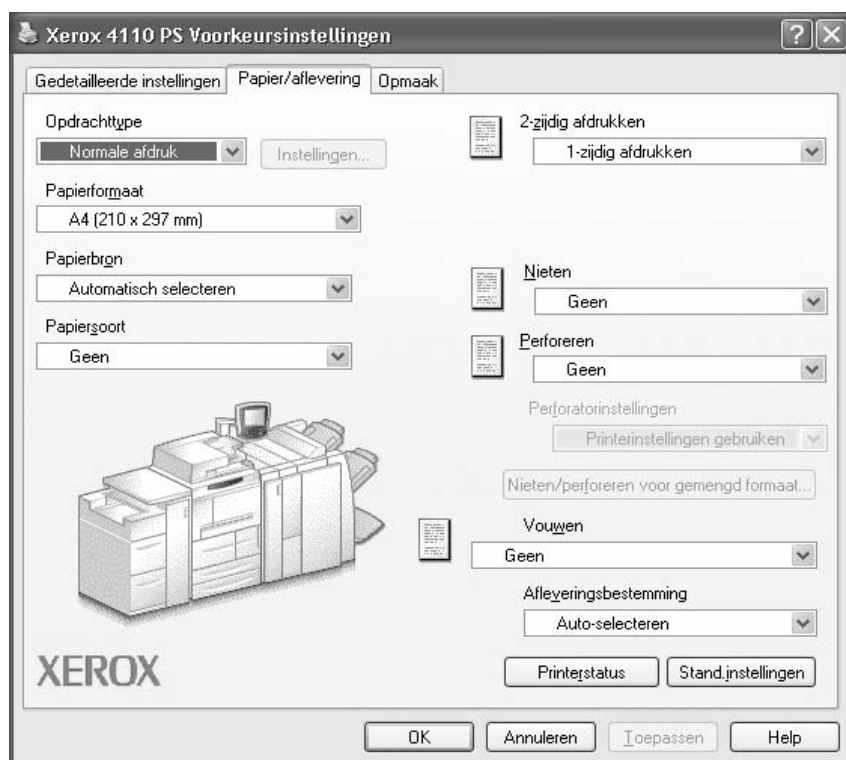 Xerox 4110 PS Voorkeursinstellingen
Gedetailleerde instellingen
Papier/aflevering
Opmaak
Opdrachttype
Normale afdruk
Instellingen...
Papierformaat
A4 (210 x 297 mm)
Papierbron
Automatisch selecteren
Papiersoort
Geen
2-zijdig afdrukken
1-zijdig afdrukken
Nieten
Geen
Perforeren
Geen
Perforatorinstellingen
Printerinstellingen gebruiken
Nieten/perforeren voor gemengd formaat...
Vouwen
Geen
Afleveringsbestemming
Auto-selecteren
XEROX
Printerstatus
Stand.instellingen
OK
Annuleren
Toepassen
Help